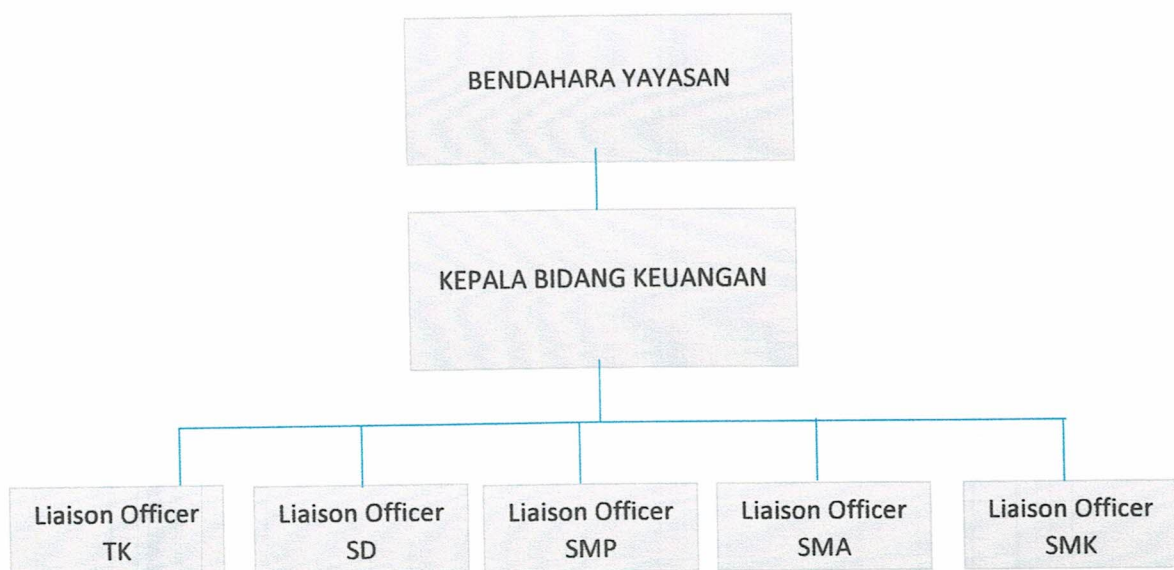 BENDAHARA YAYASAN
KEPALA BIDANG KEUANGAN
Liaison Officer
TK
Liaison Officer
SD
Liaison Officer
SMP
Liaison Officer
SMA
Liaison Officer
SMK